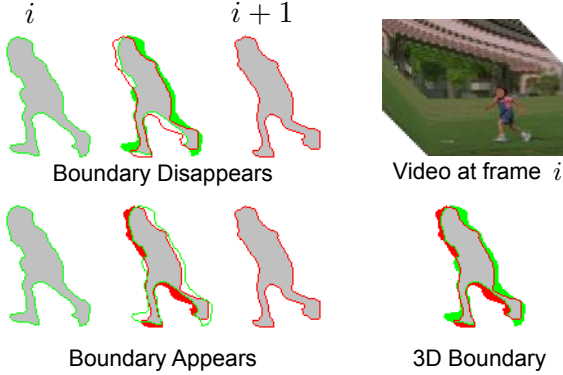 i
i + 1
Boundary Disappears
Video at frame i
Boundary Appears
3D Boundary